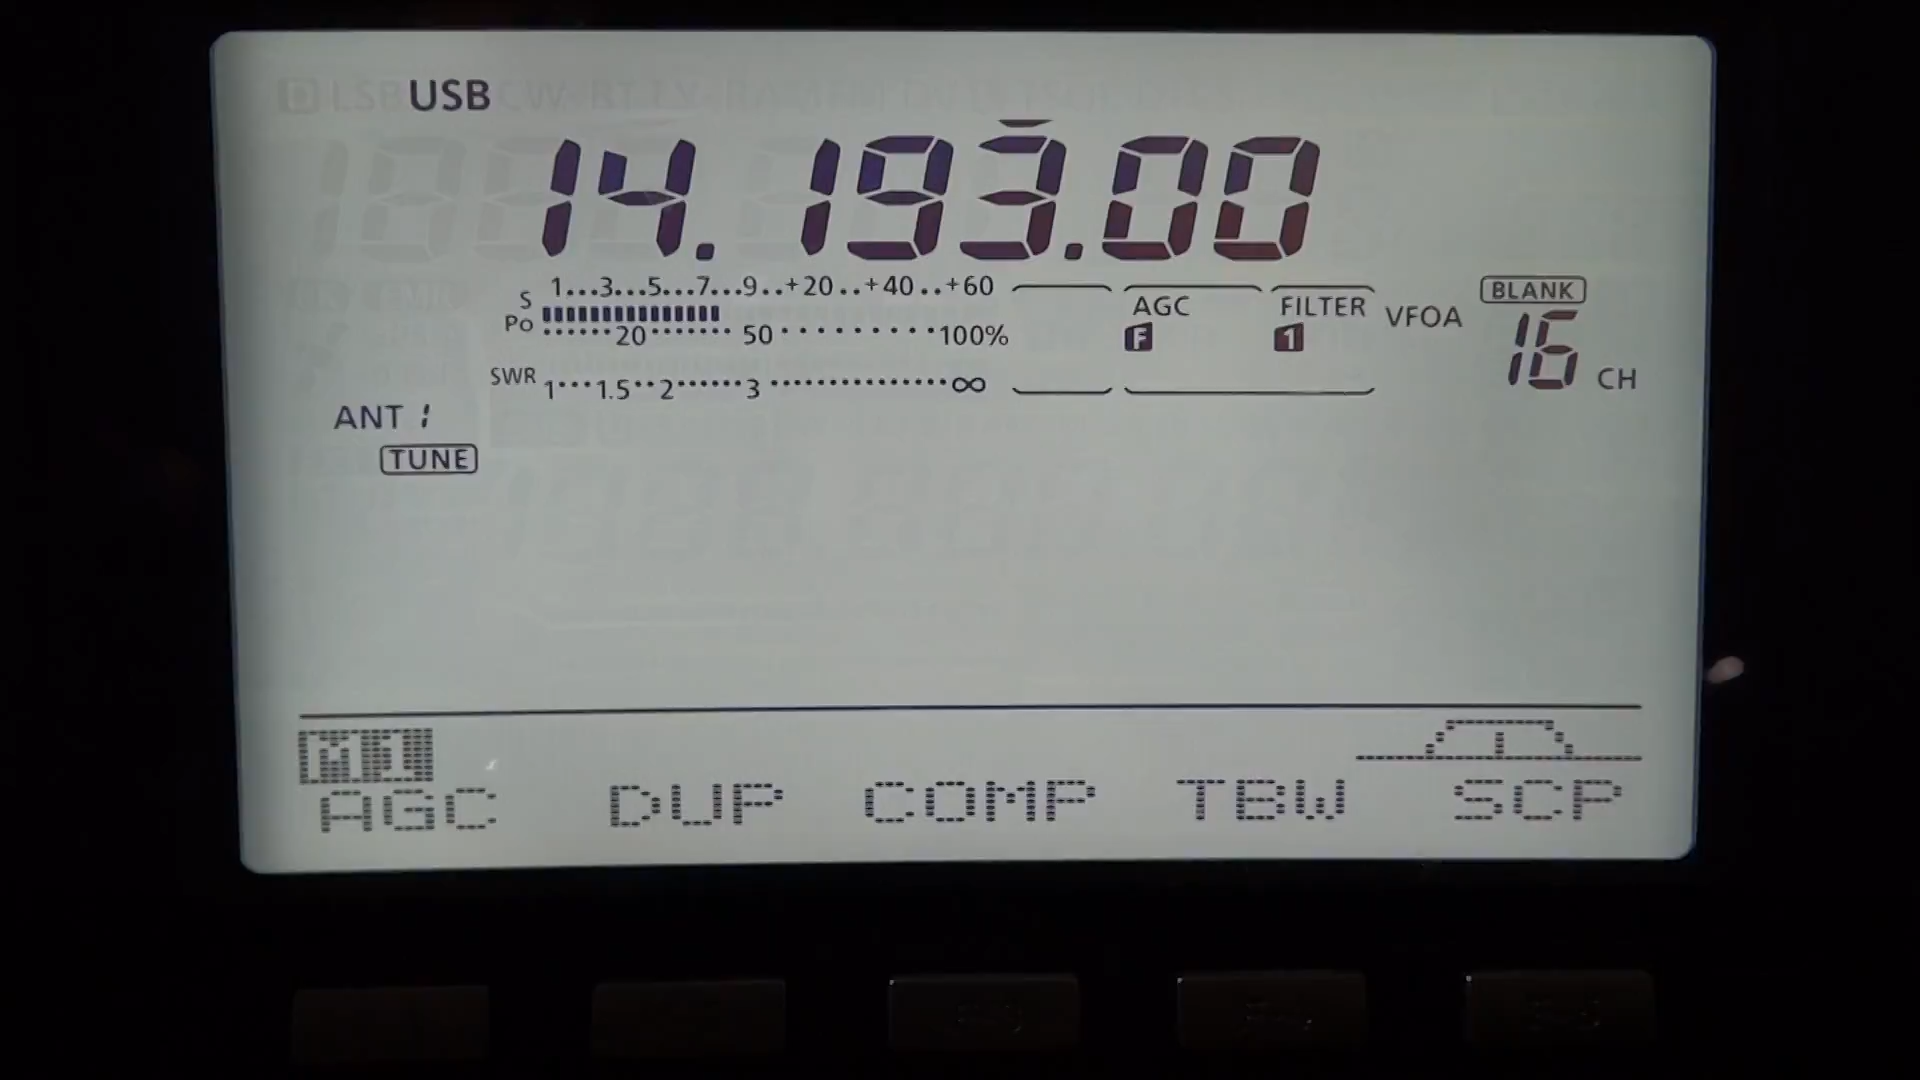 USB
14.193.00
S 1...3...5...7...9..+20..+40..+60
Po ......20.......50.........100%
SWR 1...1.5..2......3..............∞
AGC F
FILTER 1
VFOA
BLANK
16 CH
ANT 1
TUNE
M1
AGC DUP COMP TBW SCP